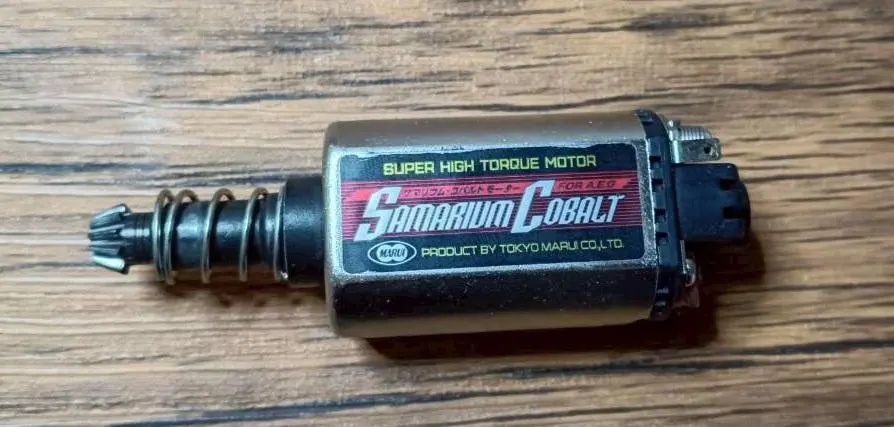 SUPER HIGH TORQUE MOTOR
サマリウム・コバルトモーター FOR A.E.G
SAMARIUM COBALT
MARUI PRODUCT BY TOKYO MARUI CO.,LTD.